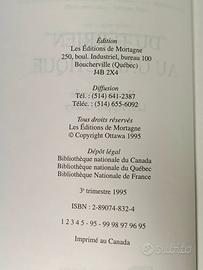 Édition
Les Éditions de Mortagne
250, boul. Industriel, bureau 100
Boucherville (Québec)
J4B 2X4
Diffusion
Tél. : (514) 641-2387
Téléc. : (514) 655-6092
Tous droits réservés
Les Éditions de Mortagne
© Copyright Ottawa 1995
Dépôt légal
Bibliothèque nationale du Canada
Bibliothèque nationale du Québec
Bibliothèque Nationale de France
3e trimestre 1995
ISBN : 2-89074-832-4
1 2 3 4 5 - 95 - 99 98 97 96 95
Imprimé au Canada
subito